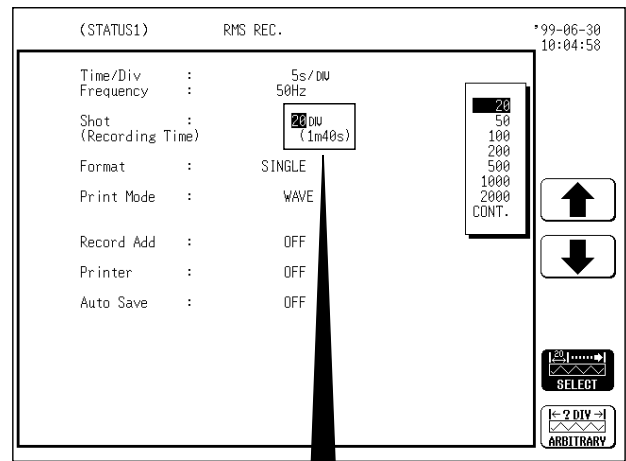 (STATUS1) RMS REC. '99-06-30
10:04:58
Time/Div : 5s/DIV
Frequency : 50Hz
Shot : 20 DIV
(Recording Time) (1m40s)
Format : SINGLE
Print Mode : WAVE
Record Add : OFF
Printer : OFF
Auto Save : OFF
20
50
100
200
500
1000
2000
CONT.
20
SELECT
? DIV
ARBITRARY